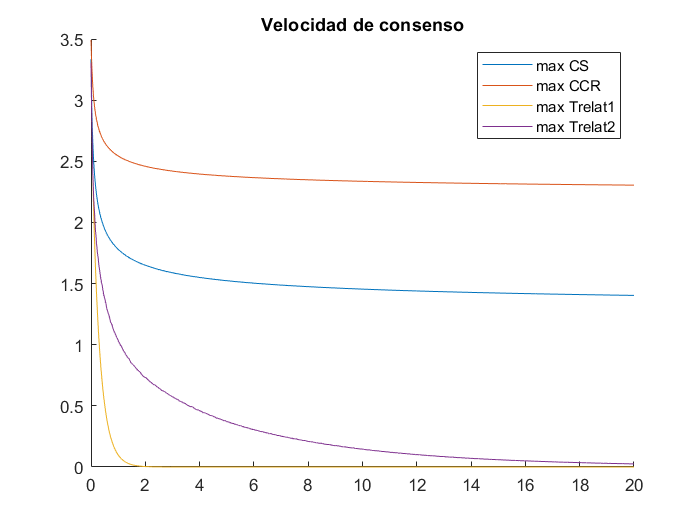 Velocidad de consenso
max CS
max CCR
max Trelat1
max Trelat2
3.5
3
2.5
2
1.5
1
0.5
0
0 2 4 6 8 10 12 14 16 18 20